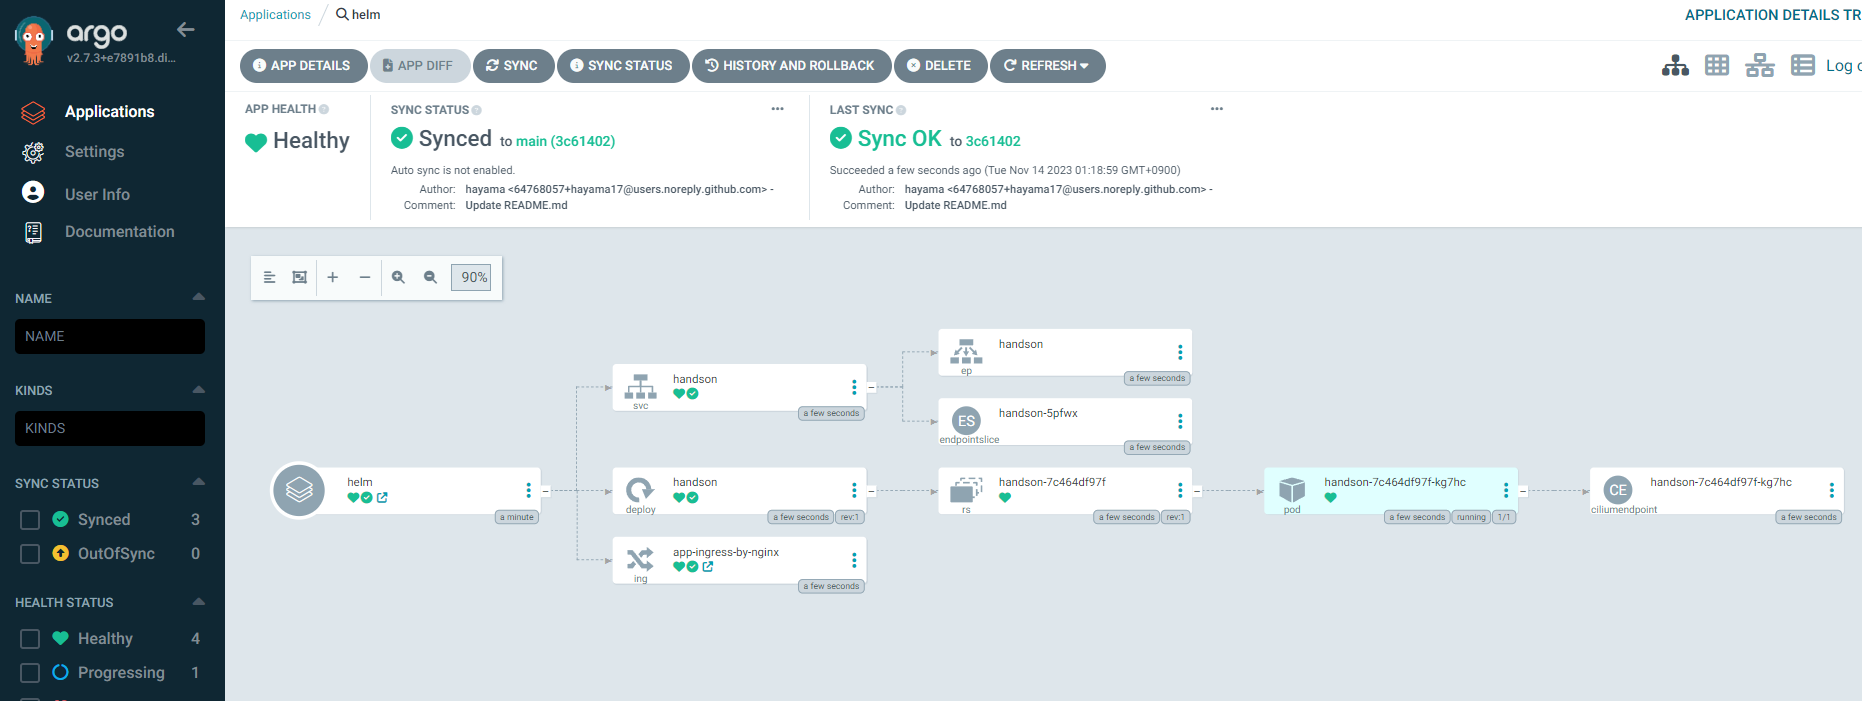 argo
v2.7.3+e7891b8.di...
Applications
Settings
User Info
Documentation
NAME
NAME
KINDS
KINDS
SYNC STATUS
Synced 3
OutOfSync 0
HEALTH STATUS
Healthy 4
Progressing 1
Applications / helm
APPLICATION DETAILS TR
APP DETAILS
APP DIFF
SYNC
SYNC STATUS
HISTORY AND ROLLBACK
DELETE
REFRESH
Log o
APP HEALTH
Healthy
SYNC STATUS
Synced to main (3c61402)
Auto sync is not enabled.
Author: hayama <64768057+hayama17@users.noreply.github.com> -
Comment: Update README.md
LAST SYNC
Sync OK to 3c61402
Succeeded a few seconds ago (Tue Nov 14 2023 01:18:59 GMT+0900)
Author: hayama <64768057+hayama17@users.noreply.github.com> -
Comment: Update README.md
90%
helm
a minute
handson
svc
a few seconds
handson
ep
a few seconds
ES
handson-5pfwx
endpointslice
a few seconds
handson
deploy
a few seconds rev:1
handson-7c464df97f
rs
a few seconds rev:1
handson-7c464df97f-kg7hc
pod
a few seconds running 1/1
CE
handson-7c464df97f-kg7hc
ciliumendpoint
a few seconds
app-ingress-by-nginx
ing
a few seconds